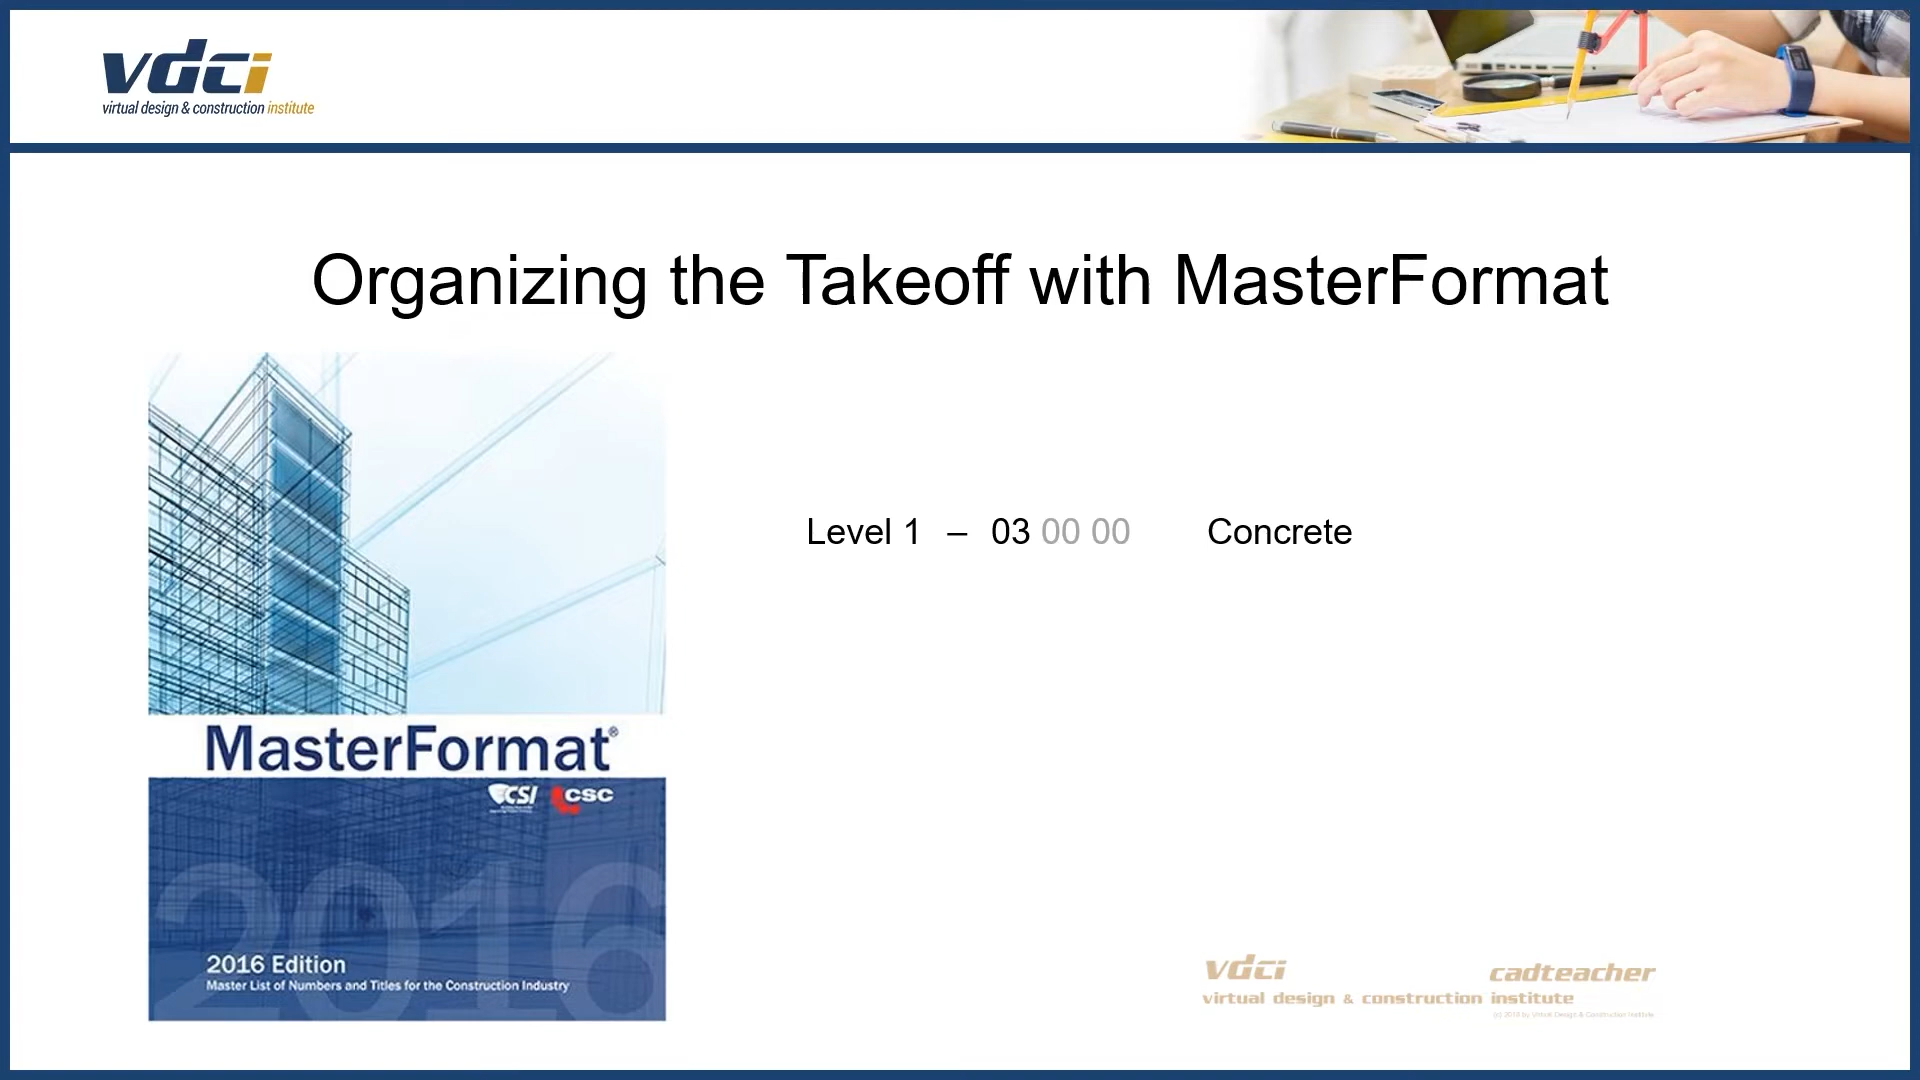 vdci
virtual design & construction institute
Organizing the Takeoff with MasterFormat
Level 1 – 03 00 00 Concrete
MasterFormat®
CSI CSC
2016
2016 Edition
Master List of Numbers and Titles for the Construction Industry
vdci cadteacher
virtual design & construction institute